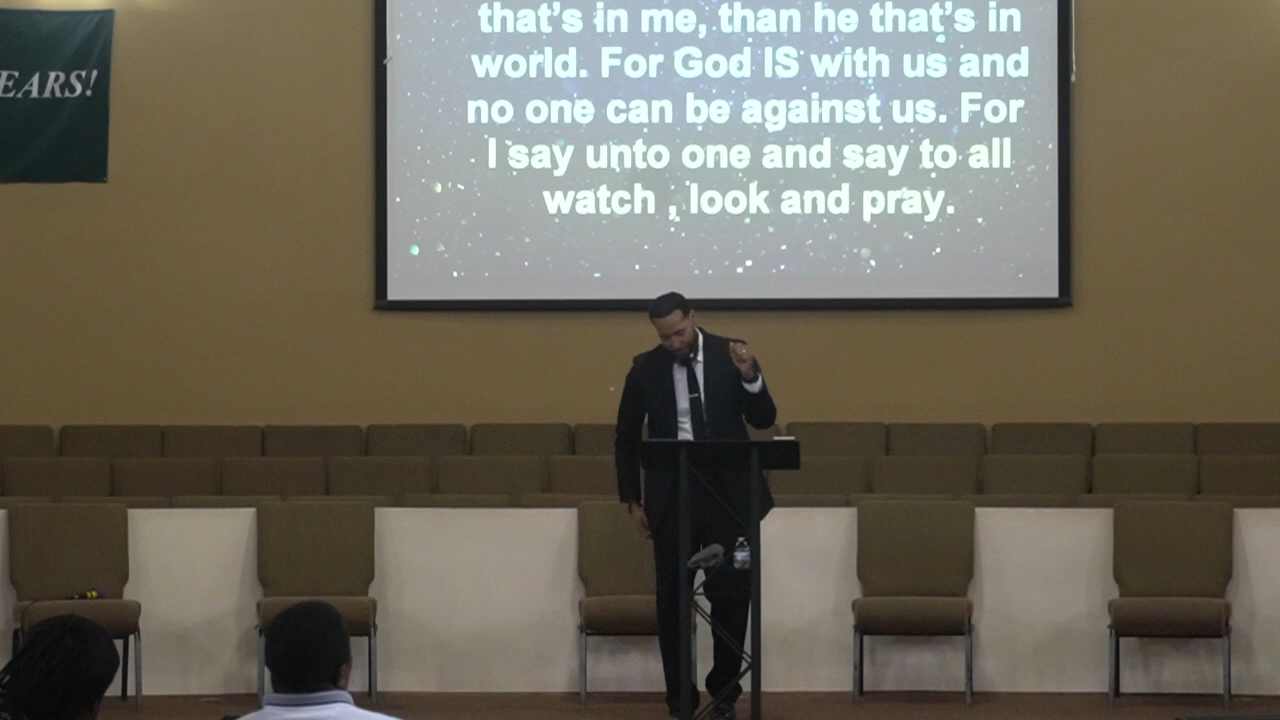 EARS!
that's in me, than he that's in
world. For God IS with us and
no one can be against us. For
I say unto one and say to all
watch , look and pray.